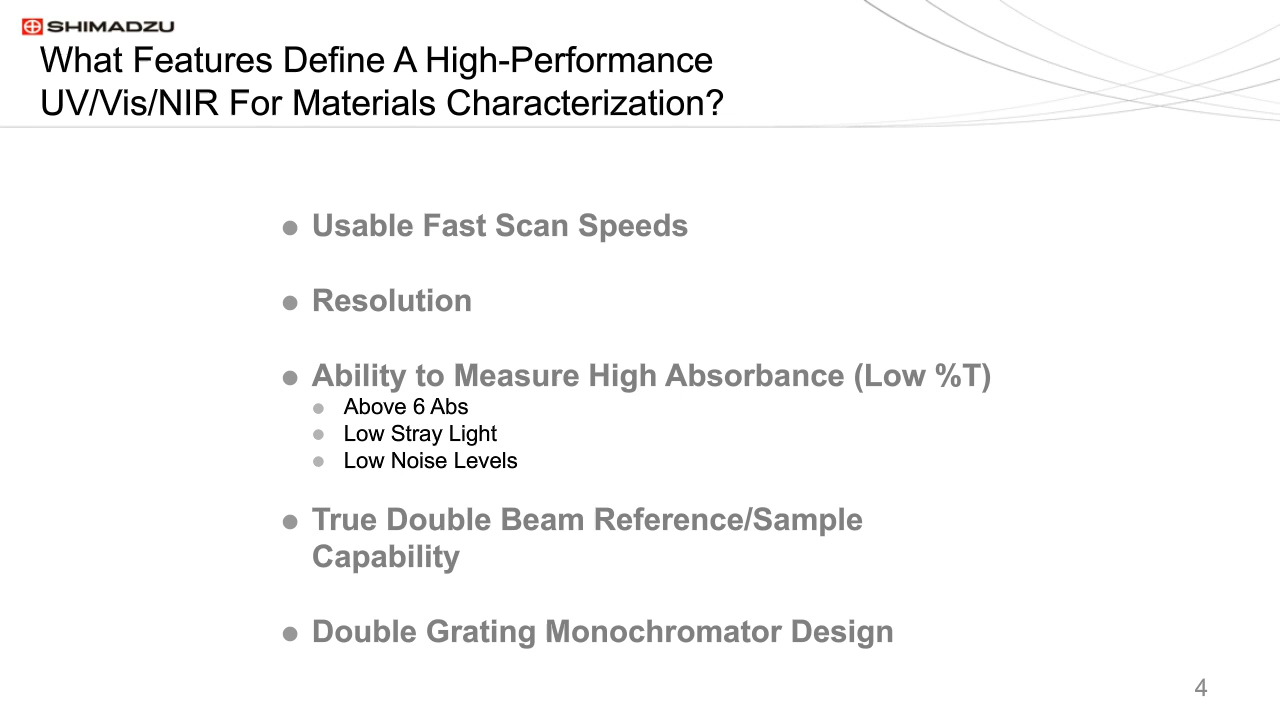 SHIMADZU
What Features Define A High-Performance
UV/Vis/NIR For Materials Characterization?
Usable Fast Scan Speeds
Resolution
Ability to Measure High Absorbance (Low %T)
Above 6 Abs
Low Stray Light
Low Noise Levels
True Double Beam Reference/Sample
Capability
Double Grating Monochromator Design
4